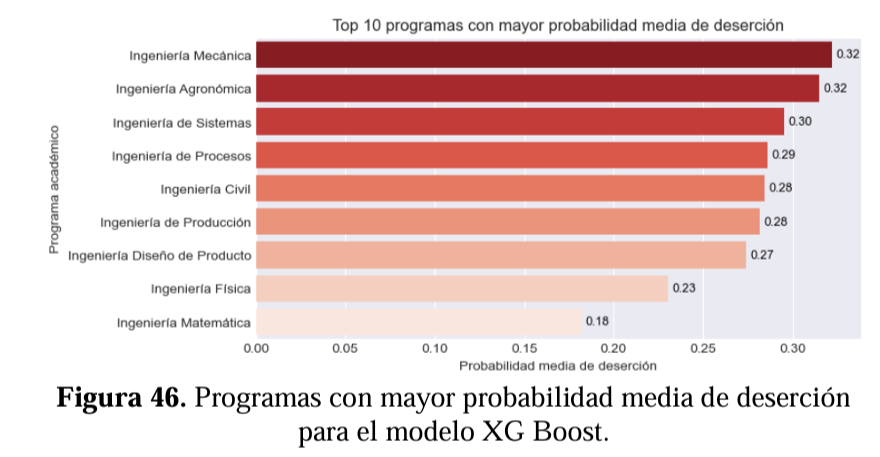 Top 10 programas con mayor probabilidad media de deserción
Programa académico
Ingeniería Mecánica 0.32
Ingeniería Agronómica 0.32
Ingeniería de Sistemas 0.30
Ingeniería de Procesos 0.29
Ingeniería Civil 0.28
Ingeniería de Producción 0.28
Ingeniería Diseño de Producto 0.27
Ingeniería Física 0.23
Ingeniería Matemática 0.18
0.00 0.05 0.10 0.15 0.20 0.25 0.30
Probabilidad media de deserción
Figura 46. Programas con mayor probabilidad media de deserción
para el modelo XG Boost.